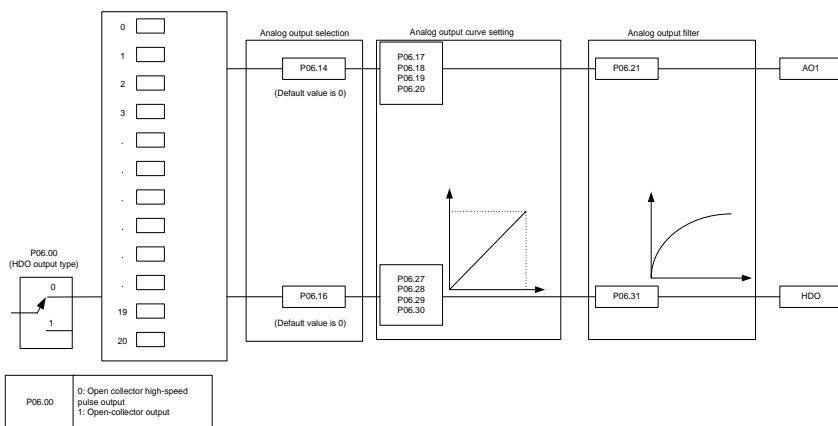 Analog output selection
Analog output curve setting
Analog output filter
0
1
2
3
.
.
.
.
.
.
19
20
P06.14
(Default value is 0)
P06.17
P06.18
P06.19
P06.20
P06.21
AO1
P06.00
(HDO output type)
0
1
P06.16
(Default value is 0)
P06.27
P06.28
P06.29
P06.30
P06.31
HDO
P06.00
0: Open collector high-speed
pulse output
1: Open-collector output